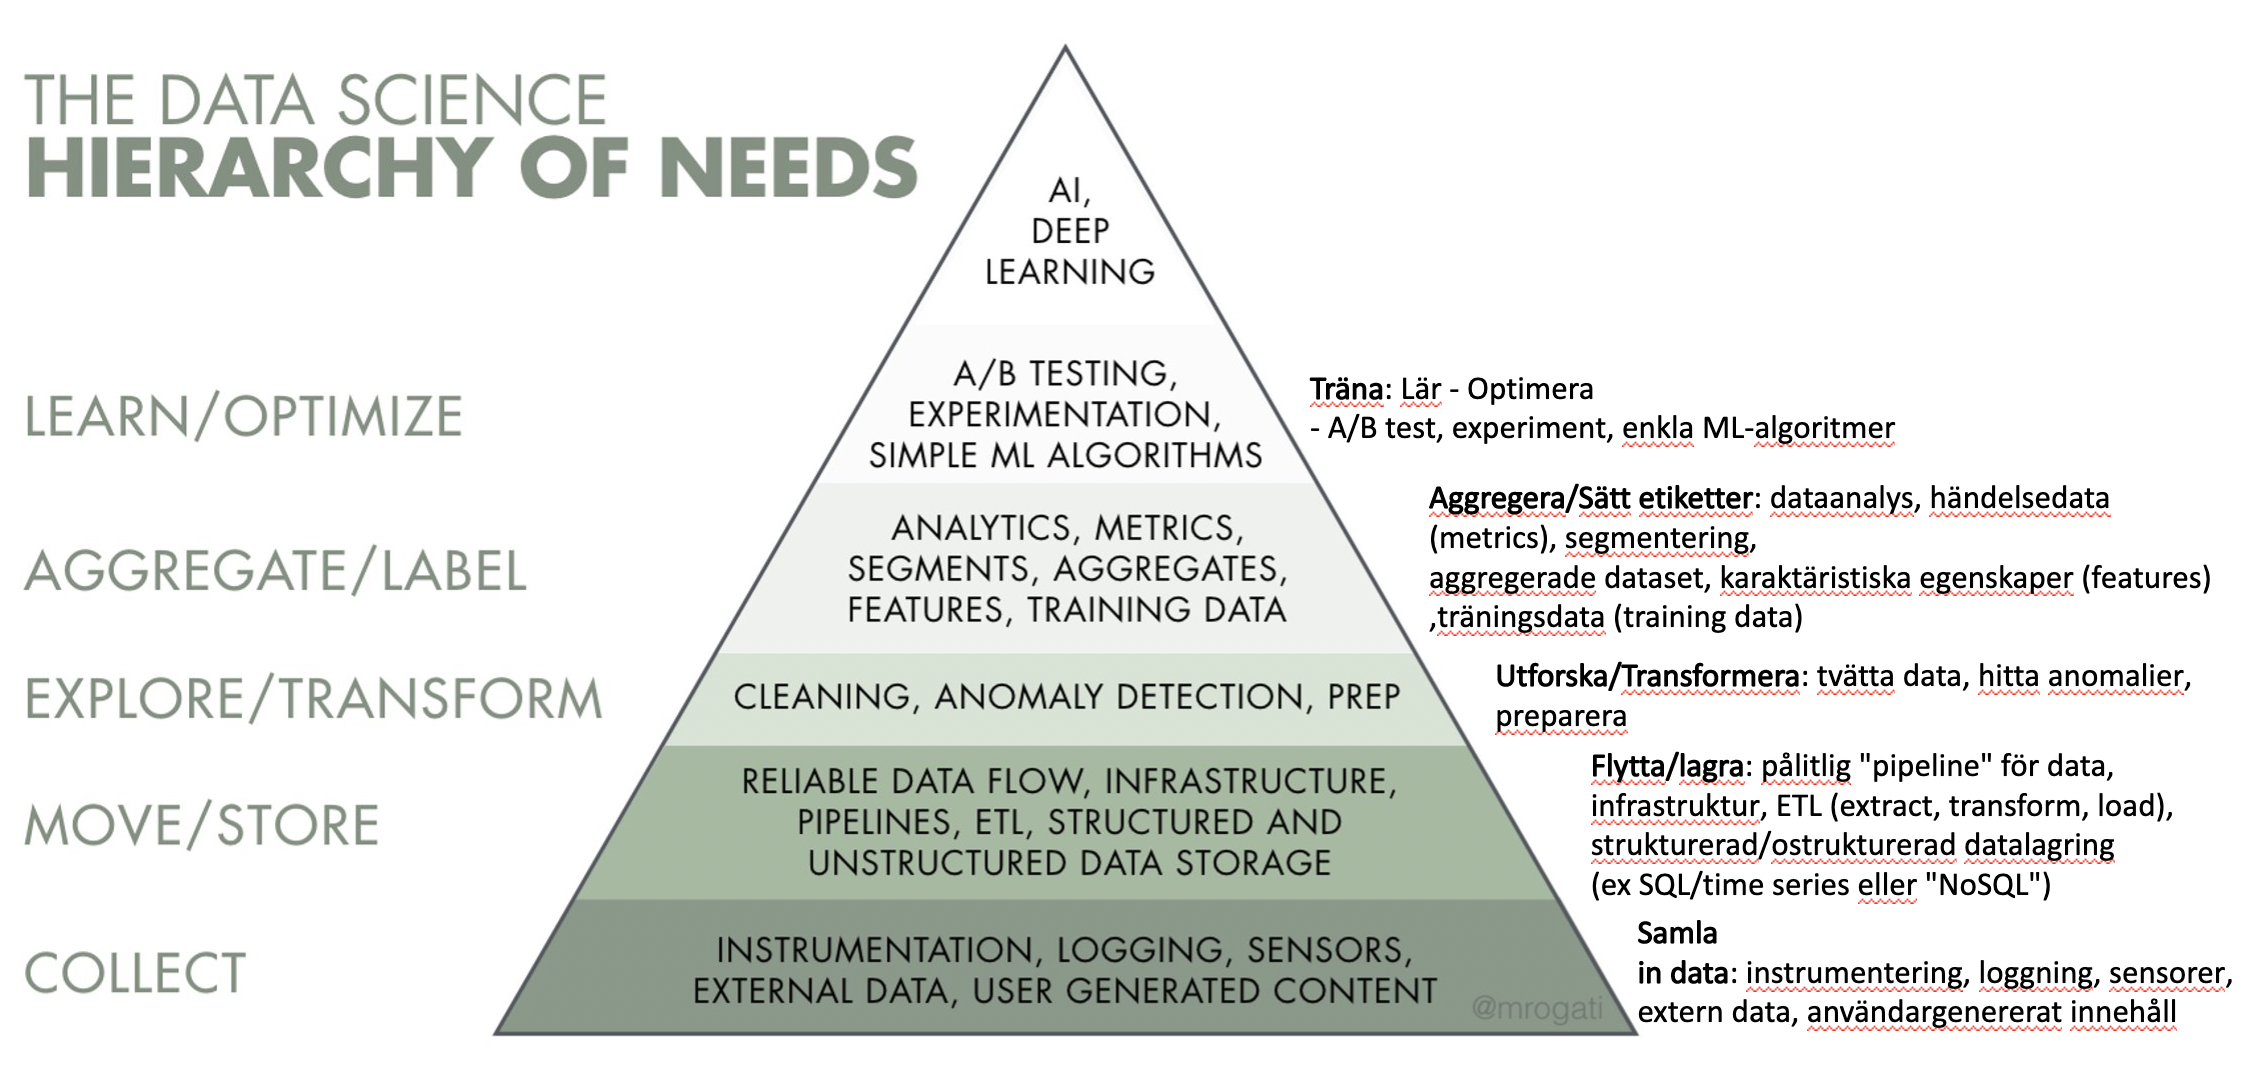 THE DATA SCIENCE
HIERARCHY OF NEEDS
AI,
DEEP
LEARNING
LEARN/OPTIMIZE
A/B TESTING,
EXPERIMENTATION,
SIMPLE ML ALGORITHMS
Träna: Lär - Optimera
- A/B test, experiment, enkla ML-algoritmer
AGGREGATE/LABEL
ANALYTICS, METRICS,
SEGMENTS, AGGREGATES,
FEATURES, TRAINING DATA
Aggregera/Sätt etiketter: dataanalys, händelsedata
(metrics), segmentering,
aggregerade dataset, karaktäristiska egenskaper (features)
,träningsdata (training data)
EXPLORE/TRANSFORM
CLEANING, ANOMALY DETECTION, PREP
Utforska/Transformera: tvätta data, hitta anomalier,
preparera
MOVE/STORE
RELIABLE DATA FLOW, INFRASTRUCTURE,
PIPELINES, ETL, STRUCTURED AND
UNSTRUCTURED DATA STORAGE
Flytta/lagra: pålitlig "pipeline" för data,
infrastruktur, ETL (extract, transform, load),
strukturerad/ostrukturerad datalagring
(ex SQL/time series eller "NoSQL")
COLLECT
INSTRUMENTATION, LOGGING, SENSORS,
EXTERNAL DATA, USER GENERATED CONTENT
@mrogati
Samla
in data: instrumentering, loggning, sensorer,
extern data, användargenererat innehåll